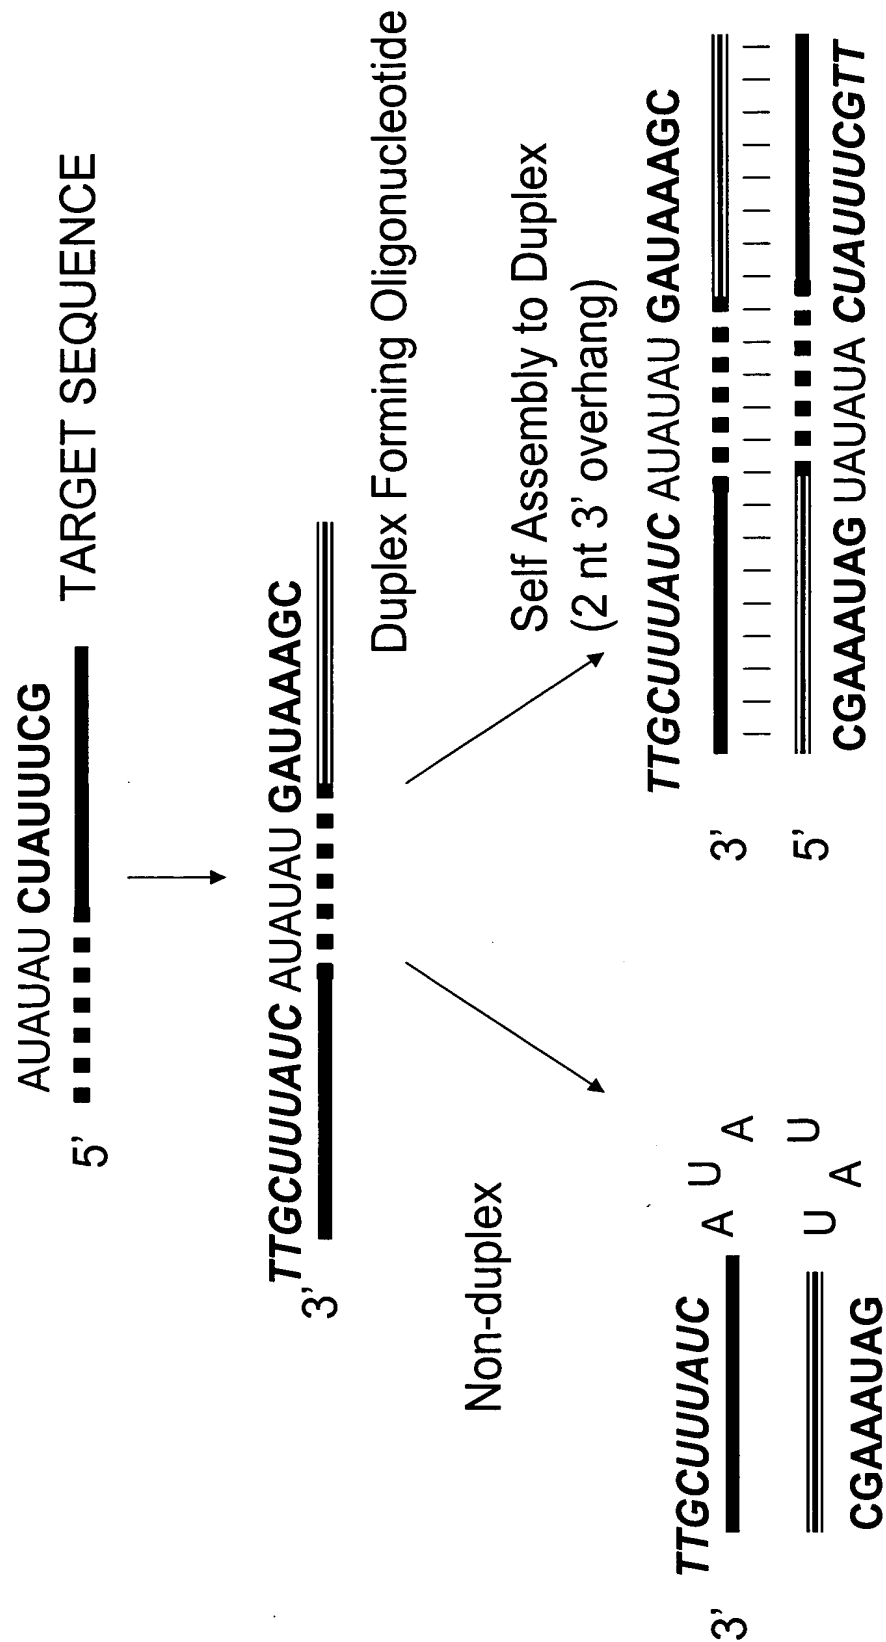 AUAUAU CUAUUUCG
5’
TARGET SEQUENCE
TTGCUUUAUC AUAUAU GAUAAAGC
3’
Duplex Forming Oligonucleotide
Non-duplex
Self Assembly to Duplex
(2 nt 3’ overhang)
TTGCUUUAUC
3’
A
U
A
U
A
U
CGAAAUAG
TTGCUUUAUC AUAUAU GAUAAAGC
3’
5’
CGAAAUAG UAUAUA CUAUUUCGTT